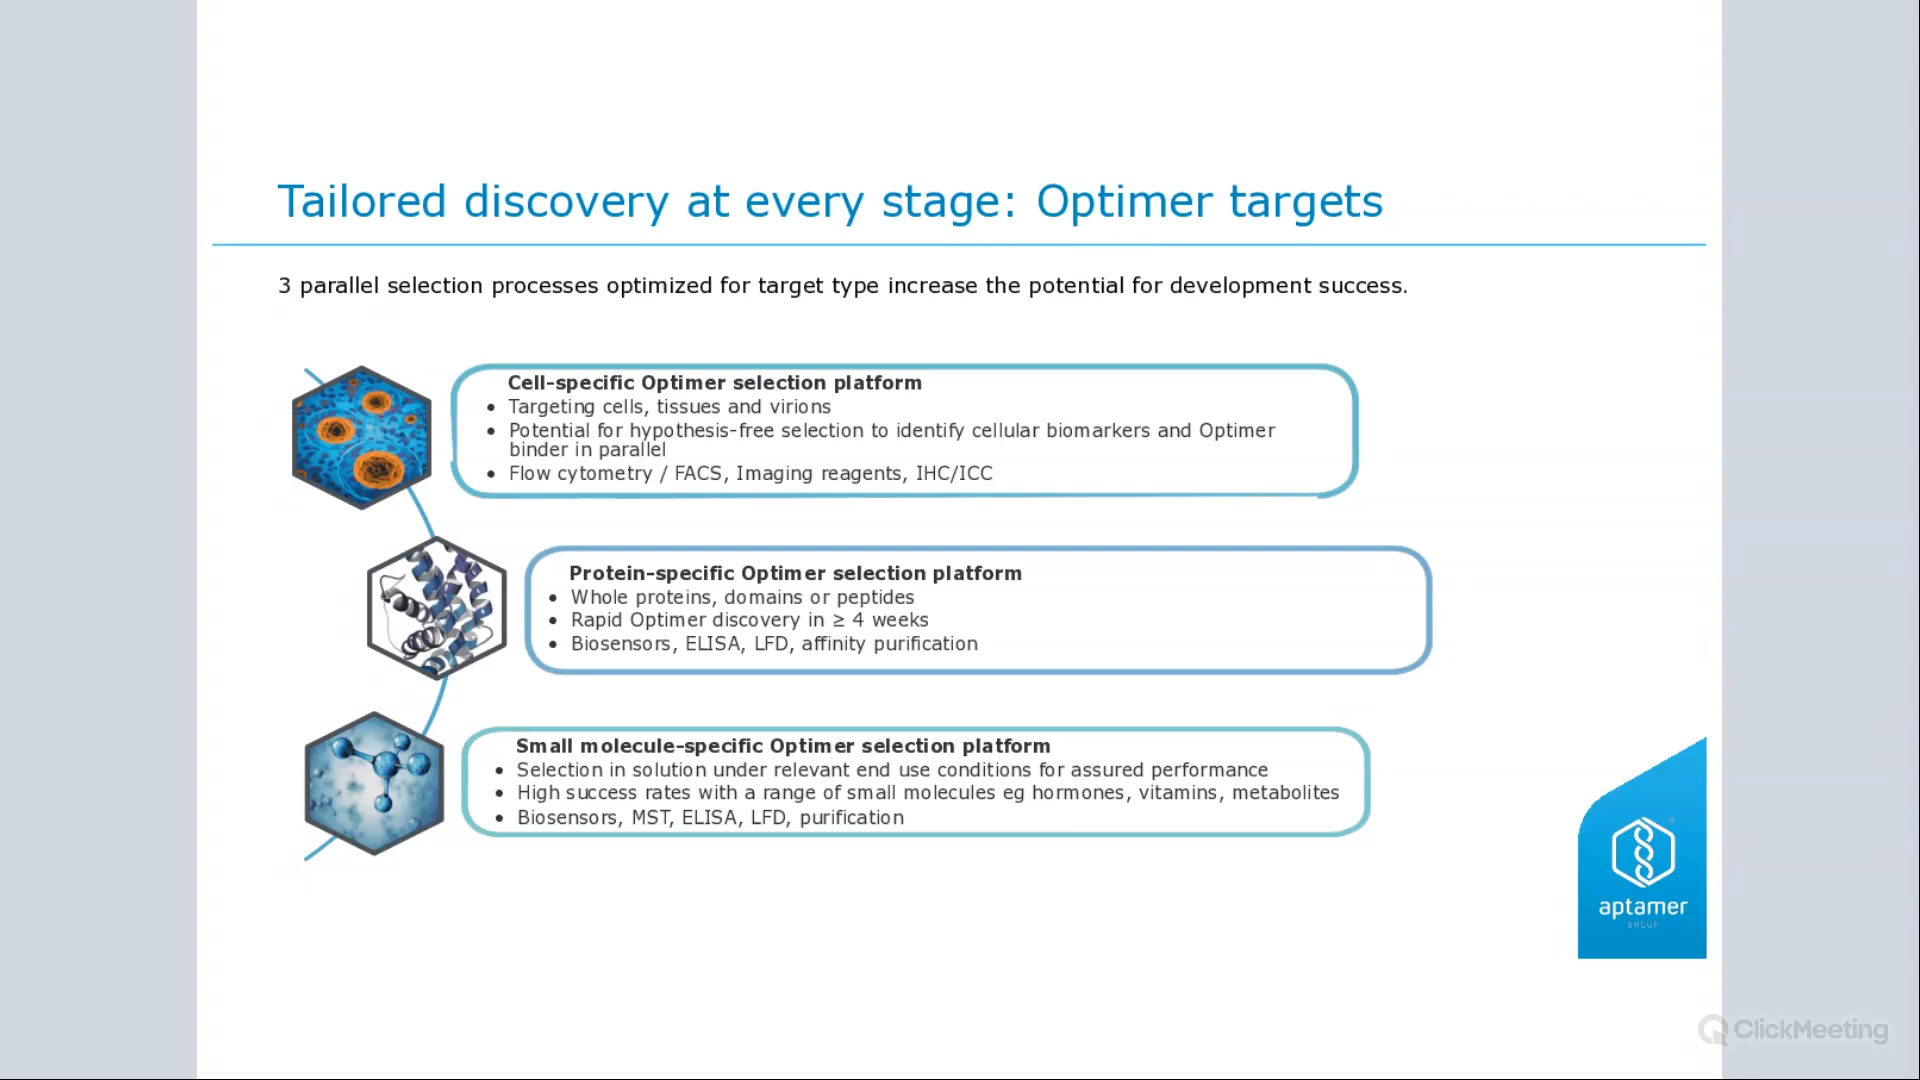 Tailored discovery at every stage: Optimer targets
3 parallel selection processes optimized for target type increase the potential for development success.
Cell-specific Optimer selection platform
• Targeting cells, tissues and virions
• Potential for hypothesis-free selection to identify cellular biomarkers and Optimer
binder in parallel
• Flow cytometry / FACS, Imaging reagents, IHC/ICC
Protein-specific Optimer selection platform
• Whole proteins, domains or peptides
• Rapid Optimer discovery in ≥ 4 weeks
• Biosensors, ELISA, LFD, affinity purification
Small molecule-specific Optimer selection platform
• Selection in solution under relevant end use conditions for assured performance
• High success rates with a range of small molecules eg hormones, vitamins, metabolites
• Biosensors, MST, ELISA, LFD, purification
aptamer
GROUP
ClickMeeting